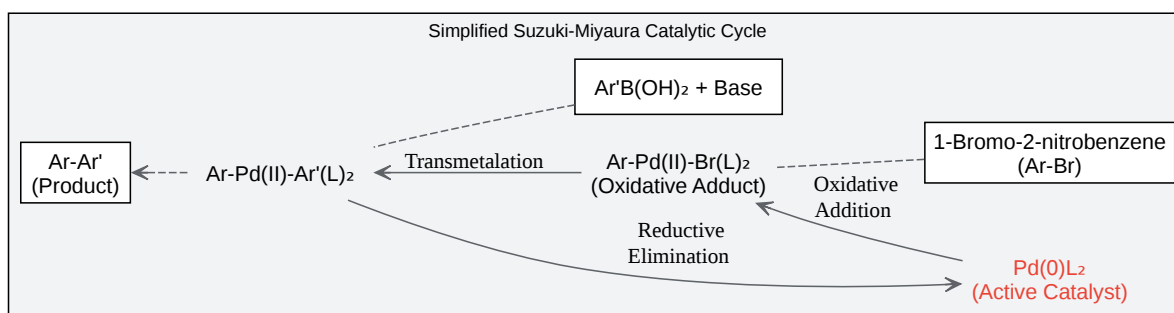 Simplified Suzuki-Miyaura Catalytic Cycle
Ar'B(OH)₂ + Base
1-Bromo-2-nitrobenzene
(Ar-Br)
Ar-Ar'
(Product)
Ar-Pd(II)-Ar'(L)₂
Transmetalation
Ar-Pd(II)-Br(L)₂
(Oxidative Adduct)
Oxidative
Addition
Reductive
Elimination
Pd(0)L₂
(Active Catalyst)